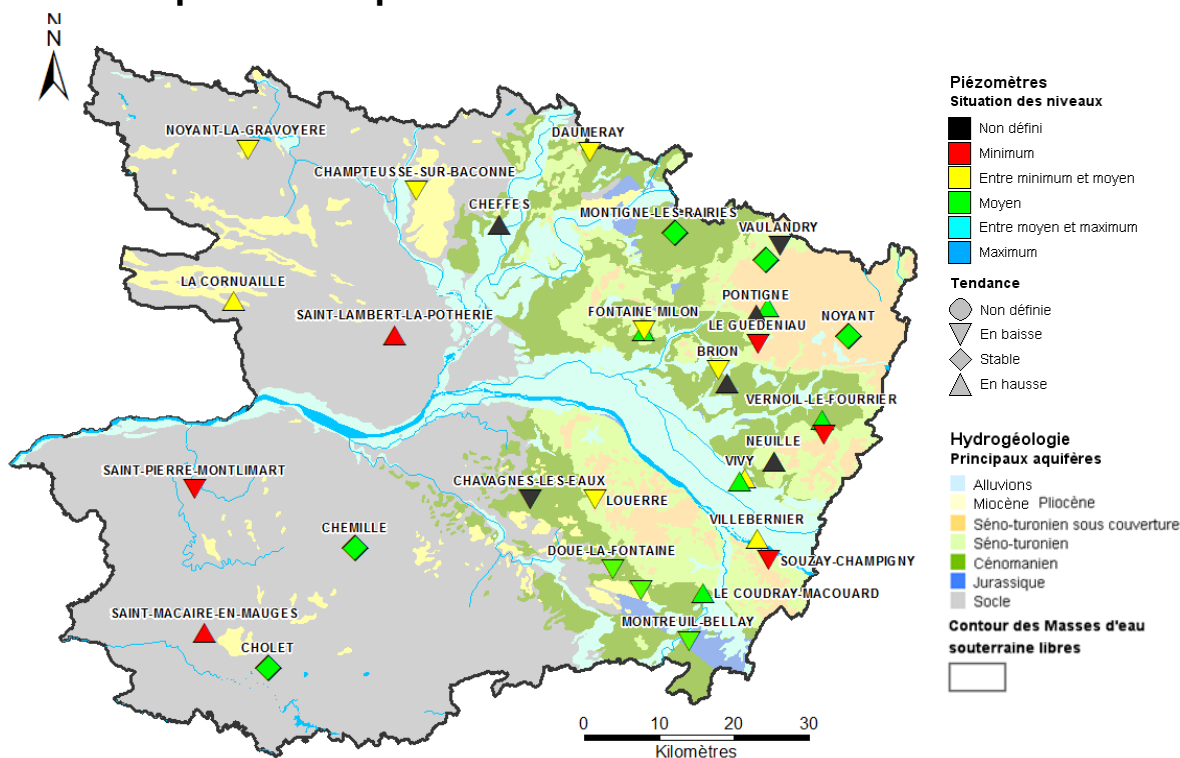 N
N
NOYANT-LA-GRAVOYERE
DAUMERAY
CHAMPTEUSSE-SUR-BACONNE
CHEFFES
MONTIGNE-LES-RAIRIES
VAULANDRY
LA CORNUAILLE
SAINT-LAMBERT-LA-POTHERIE
FONTAINE MILON
PONTIGNE
LE GUEDENIAU
NOYANT
BRION
VERNOIL-LE-FOURRIER
NEUILLE
VIVY
SAINT-PIERRE-MONTLIMART
CHAVAGNES-LES-EAUX
LOUERRE
VILLEBERNIER
CHEMILLE
DOUE-LA-FONTAINE
SOUZAY-CHAMPIGNY
LE COUDRAY-MACOUARD
SAINT-MACAIRE-EN-MAUGES
MONTREUIL-BELLAY
CHOLET
0 10 20 30
Kilomètres
Piézomètres
Situation des niveaux
Non défini
Minimum
Entre minimum et moyen
Moyen
Entre moyen et maximum
Maximum
Tendance
Non définie
En baisse
Stable
En hausse
Hydrogéologie
Principaux aquifères
Alluvions
Miocène Pliocène
Séno-turonien sous couverture
Séno-turonien
Cénomanien
Jurassique
Socle
Contour des Masses d'eau
souterraine libres